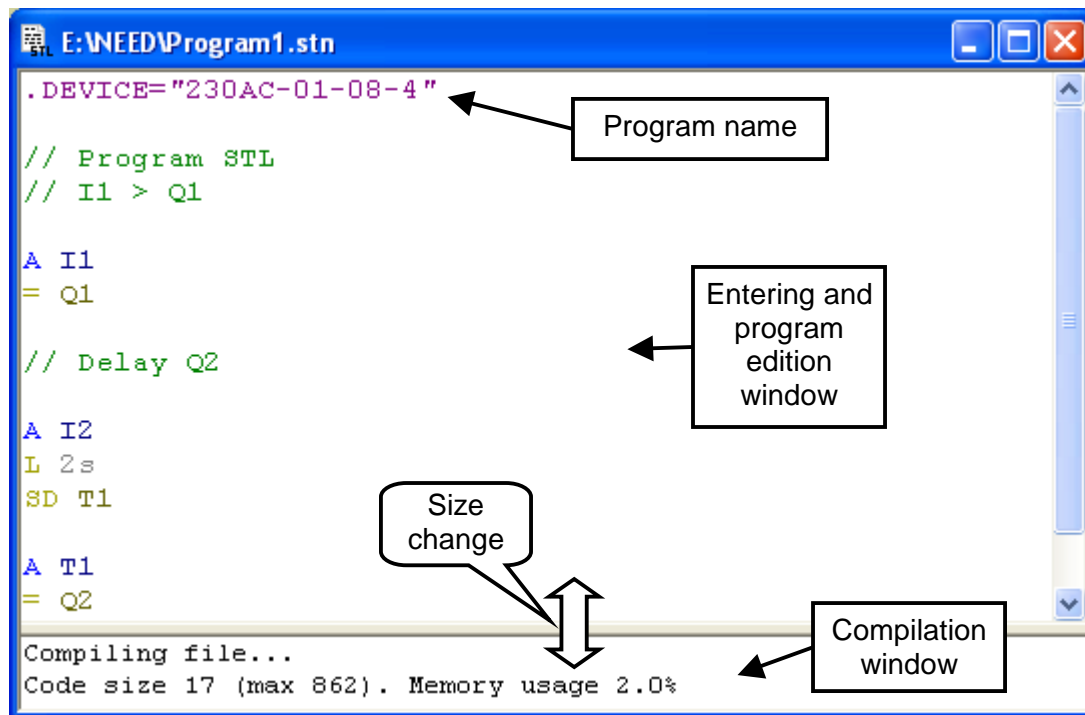 STL E:\NEED\Program1.stn
.DEVICE="230AC-01-08-4"
Program name
// Program STL
// I1 > Q1
A I1
= Q1
Entering and
program
edition
window
// Delay Q2
A I2
L 2s
SD T1
Size
change
A T1
= Q2
Compilation
window
Compiling file...
Code size 17 (max 862). Memory usage 2.0%